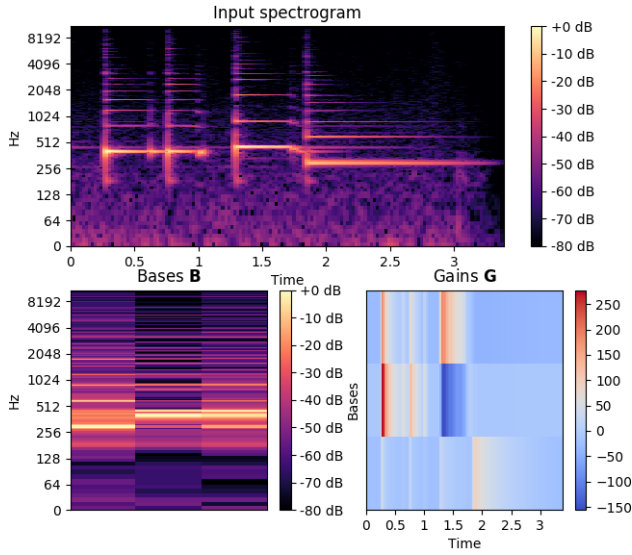 Input spectrogram
Hz
8192
4096
2048
1024
512
256
128
64
0
0 0.5 1 1.5 2 2.5 3
Time
+0 dB
-10 dB
-20 dB
-30 dB
-40 dB
-50 dB
-60 dB
-70 dB
-80 dB
Bases B
Hz
8192
4096
2048
1024
512
256
128
64
0
+0 dB
-10 dB
-20 dB
-30 dB
-40 dB
-50 dB
-60 dB
-70 dB
-80 dB
Gains G
Bases
0 0.5 1 1.5 2 2.5 3
Time
250
200
150
100
50
0
−50
−100
−150